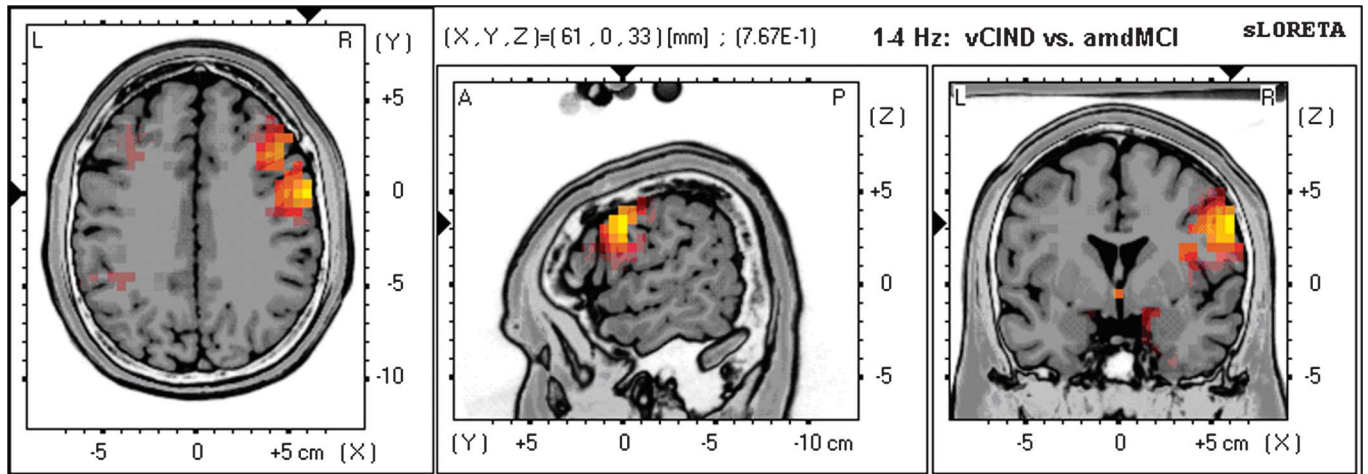 (X, Y, Z)=( 61 , 0 , 33 ) [mm] ; (7.67E-1)
1-4 Hz: vCIND vs. amdMCI
sLORETA
L R (Y)
+5
0
-5
-10
-5 0 +5 cm (X)
A P (Z)
+5
0
-5
(Y) +5 0 -5 -10 cm
L R (Z)
+5
0
-5
-5 0 +5 cm (X)